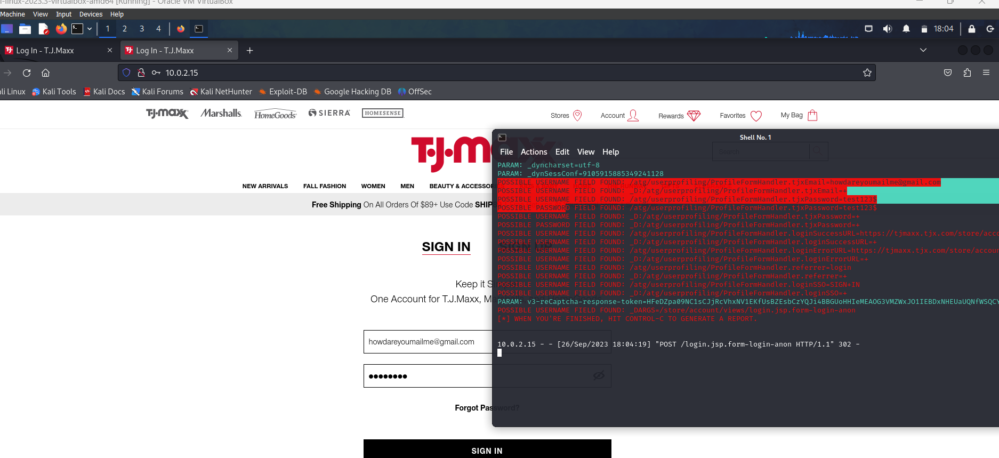 i-linux-2023.3-virtualbox-amd64 [Running] - Oracle VM VirtualBox
Machine View Input Devices Help
1 2 3 4 18:04
Log In - T.J.Maxx Log In - T.J.Maxx
10.0.2.15
ali Linux Kali Tools Kali Docs Kali Forums Kali NetHunter Exploit-DB Google Hacking DB OffSec
T·J·maxx Marshalls HomeGoods SIERRA HOMESENSE
Stores Account Rewards Favorites My Bag
T·J·maxx
Search
NEW ARRIVALS FALL FASHION WOMEN MEN BEAUTY & ACCESSOR
Free Shipping On All Orders Of $89+ Use Code SHIP
SIGN IN
SIGN UP
Keep it S
One Account for T.J.Maxx, Ma
howdareyoumailme@gmail.com
Forgot Password?
SIGN IN
Shell No. 1
File Actions Edit View Help
PARAM: _dyncharset=utf-8
PARAM: _dynSessConf=9105915885349241128
POSSIBLE USERNAME FIELD FOUND: /atg/userprofiling/ProfileFormHandler.tjxEmail=howdareyoumailme@gmail.com
POSSIBLE USERNAME FIELD FOUND: _D:/atg/userprofiling/ProfileFormHandler.tjxEmail=+
POSSIBLE USERNAME FIELD FOUND: /atg/userprofiling/ProfileFormHandler.tjxPassword=test123$
POSSIBLE PASSWORD FIELD FOUND: /atg/userprofiling/ProfileFormHandler.tjxPassword=test123$
POSSIBLE USERNAME FIELD FOUND: _D:/atg/userprofiling/ProfileFormHandler.tjxPassword=+
POSSIBLE PASSWORD FIELD FOUND: _D:/atg/userprofiling/ProfileFormHandler.tjxPassword=+
POSSIBLE USERNAME FIELD FOUND: /atg/userprofiling/ProfileFormHandler.loginSuccessURL=https://tjmaxx.tjx.com/store/acco
POSSIBLE USERNAME FIELD FOUND: _D:/atg/userprofiling/ProfileFormHandler.loginSuccessURL=+
POSSIBLE USERNAME FIELD FOUND: /atg/userprofiling/ProfileFormHandler.loginErrorURL=https://tjmaxx.tjx.com/store/accoun
POSSIBLE USERNAME FIELD FOUND: _D:/atg/userprofiling/ProfileFormHandler.loginErrorURL=+
POSSIBLE USERNAME FIELD FOUND: /atg/userprofiling/ProfileFormHandler.referrer=login
POSSIBLE USERNAME FIELD FOUND: _D:/atg/userprofiling/ProfileFormHandler.referrer=+
POSSIBLE USERNAME FIELD FOUND: /atg/userprofiling/ProfileFormHandler.loginSSO=SIGN+IN
POSSIBLE USERNAME FIELD FOUND: _D:/atg/userprofiling/ProfileFormHandler.loginSSO=+
PARAM: v3-reCaptcha-response-token=HFeDZpa09NC1sCJjRcVhxNV1EKfUsBZEsbCzYQJi4BBGUoHHIeMEAOG3VMZWxJO1IEBDxNHEUaUQNfWSQCY
POSSIBLE USERNAME FIELD FOUND: _DARGS=/store/account/views/login.jsp.form-login-anon
[*] WHEN YOU'RE FINISHED, HIT CONTROL-C TO GENERATE A REPORT.
10.0.2.15 - - [26/Sep/2023 18:04:19] "POST /login.jsp.form-login-anon HTTP/1.1" 302 -